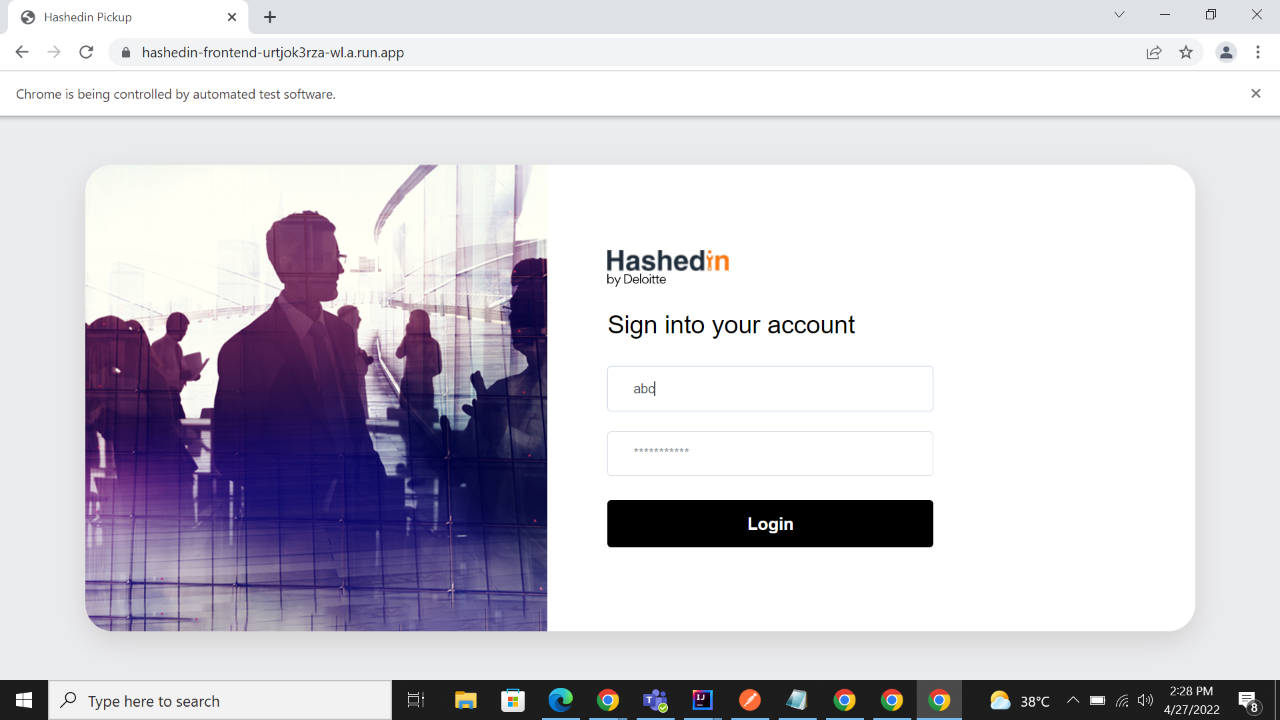 Hashedin Pickup
hashedin-frontend-urtjok3rza-wl.a.run.app
Chrome is being controlled by automated test software.
Hashedin
by Deloitte
Sign into your account
abc
***********
Login
Type here to search
38°C
2:28 PM
4/27/2022
8